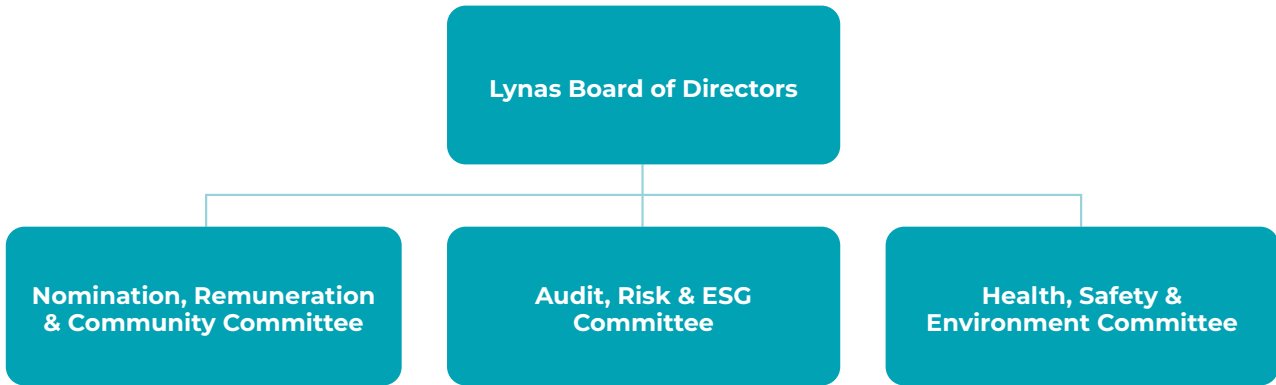 Lynas Board of Directors
Nomination, Remuneration
& Community Committee
Audit, Risk & ESG
Committee
Health, Safety &
Environment Committee